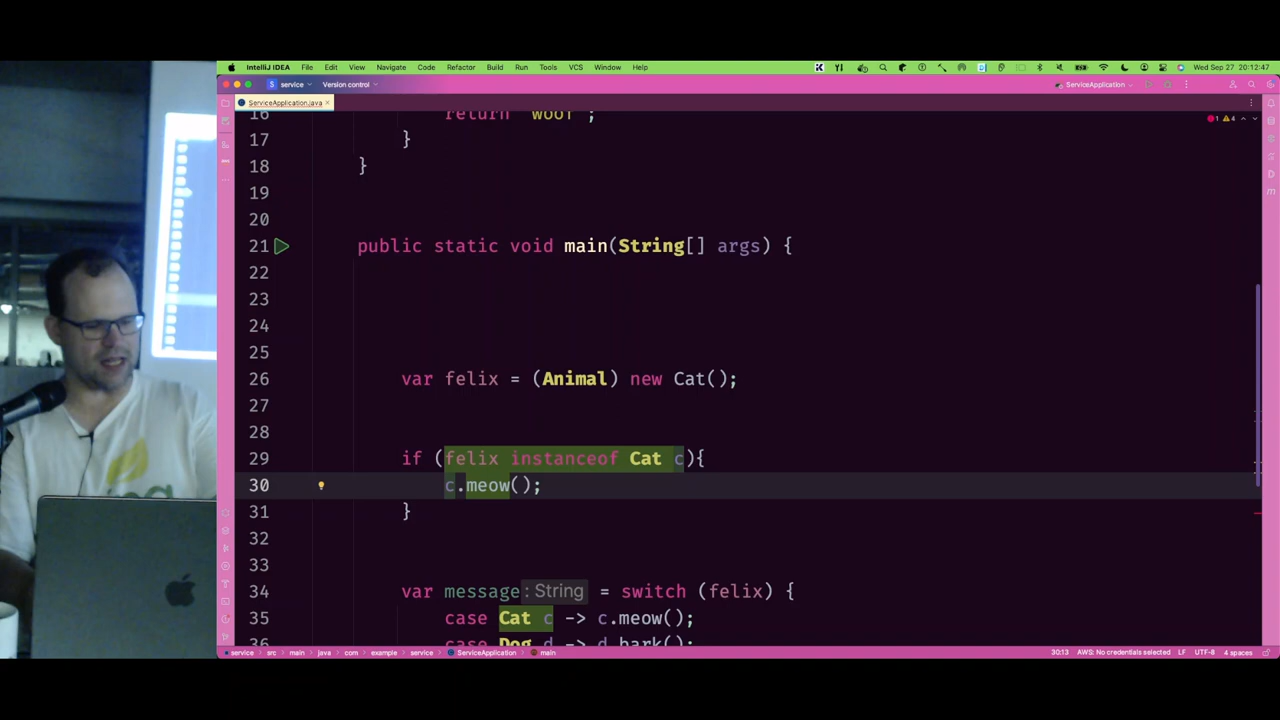 IntelliJ IDEA File Edit View Navigate Code Refactor Build Run Tools VCS Window Help Wed Sep 27 20:12:47
S service Version control ServiceApplication
ServiceApplication.java
16 return "woof";
17 }
18 }
19
20
21 public static void main(String[] args) {
22
23
24
25
26 var felix = (Animal) new Cat();
27
28
29 if (felix instanceof Cat c){
30 c.meow();
31 }
32
33
34 var message : String = switch (felix) {
35 case Cat c -> c.meow();
36 case Dog d -> d.bark();
service src main java com example service ServiceApplication main 30:13 AWS: No credentials selected LF UTF-8 4 spaces